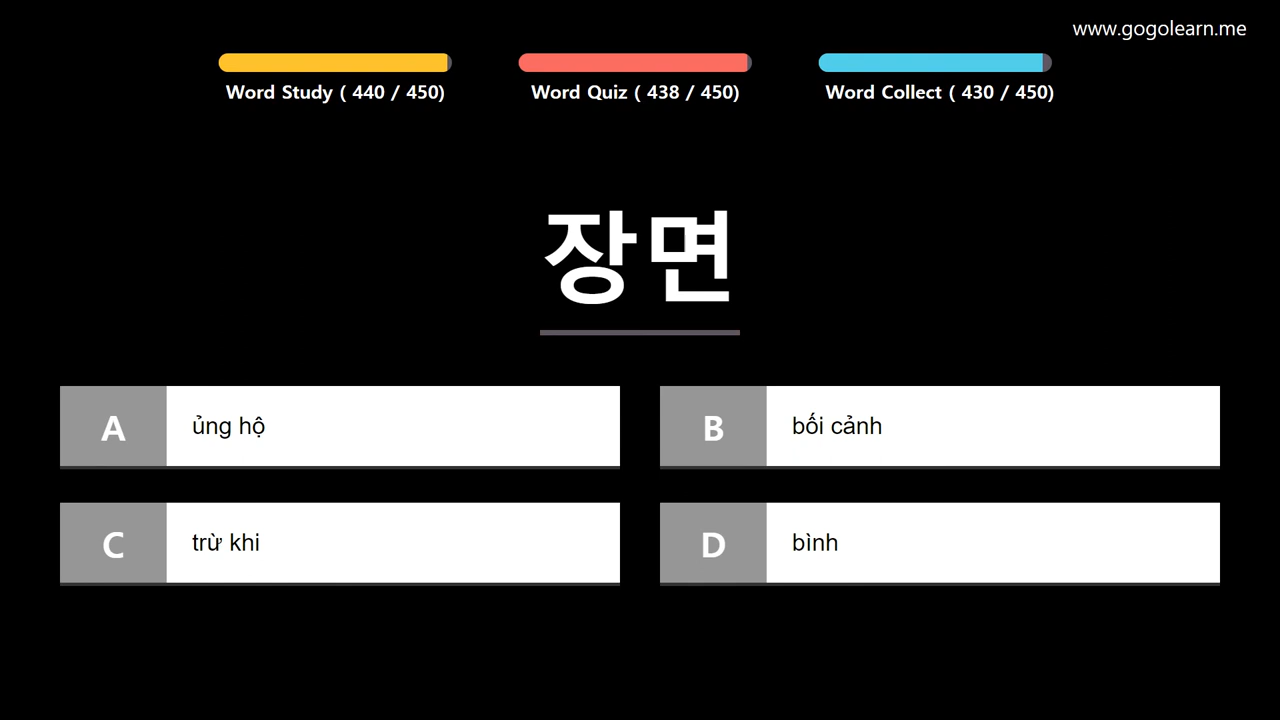 www.gogolearn.me
Word Study ( 440 / 450)
Word Quiz ( 438 / 450)
Word Collect ( 430 / 450)
장면
A
ủng hộ
B
bối cảnh
C
trừ khi
D
bình